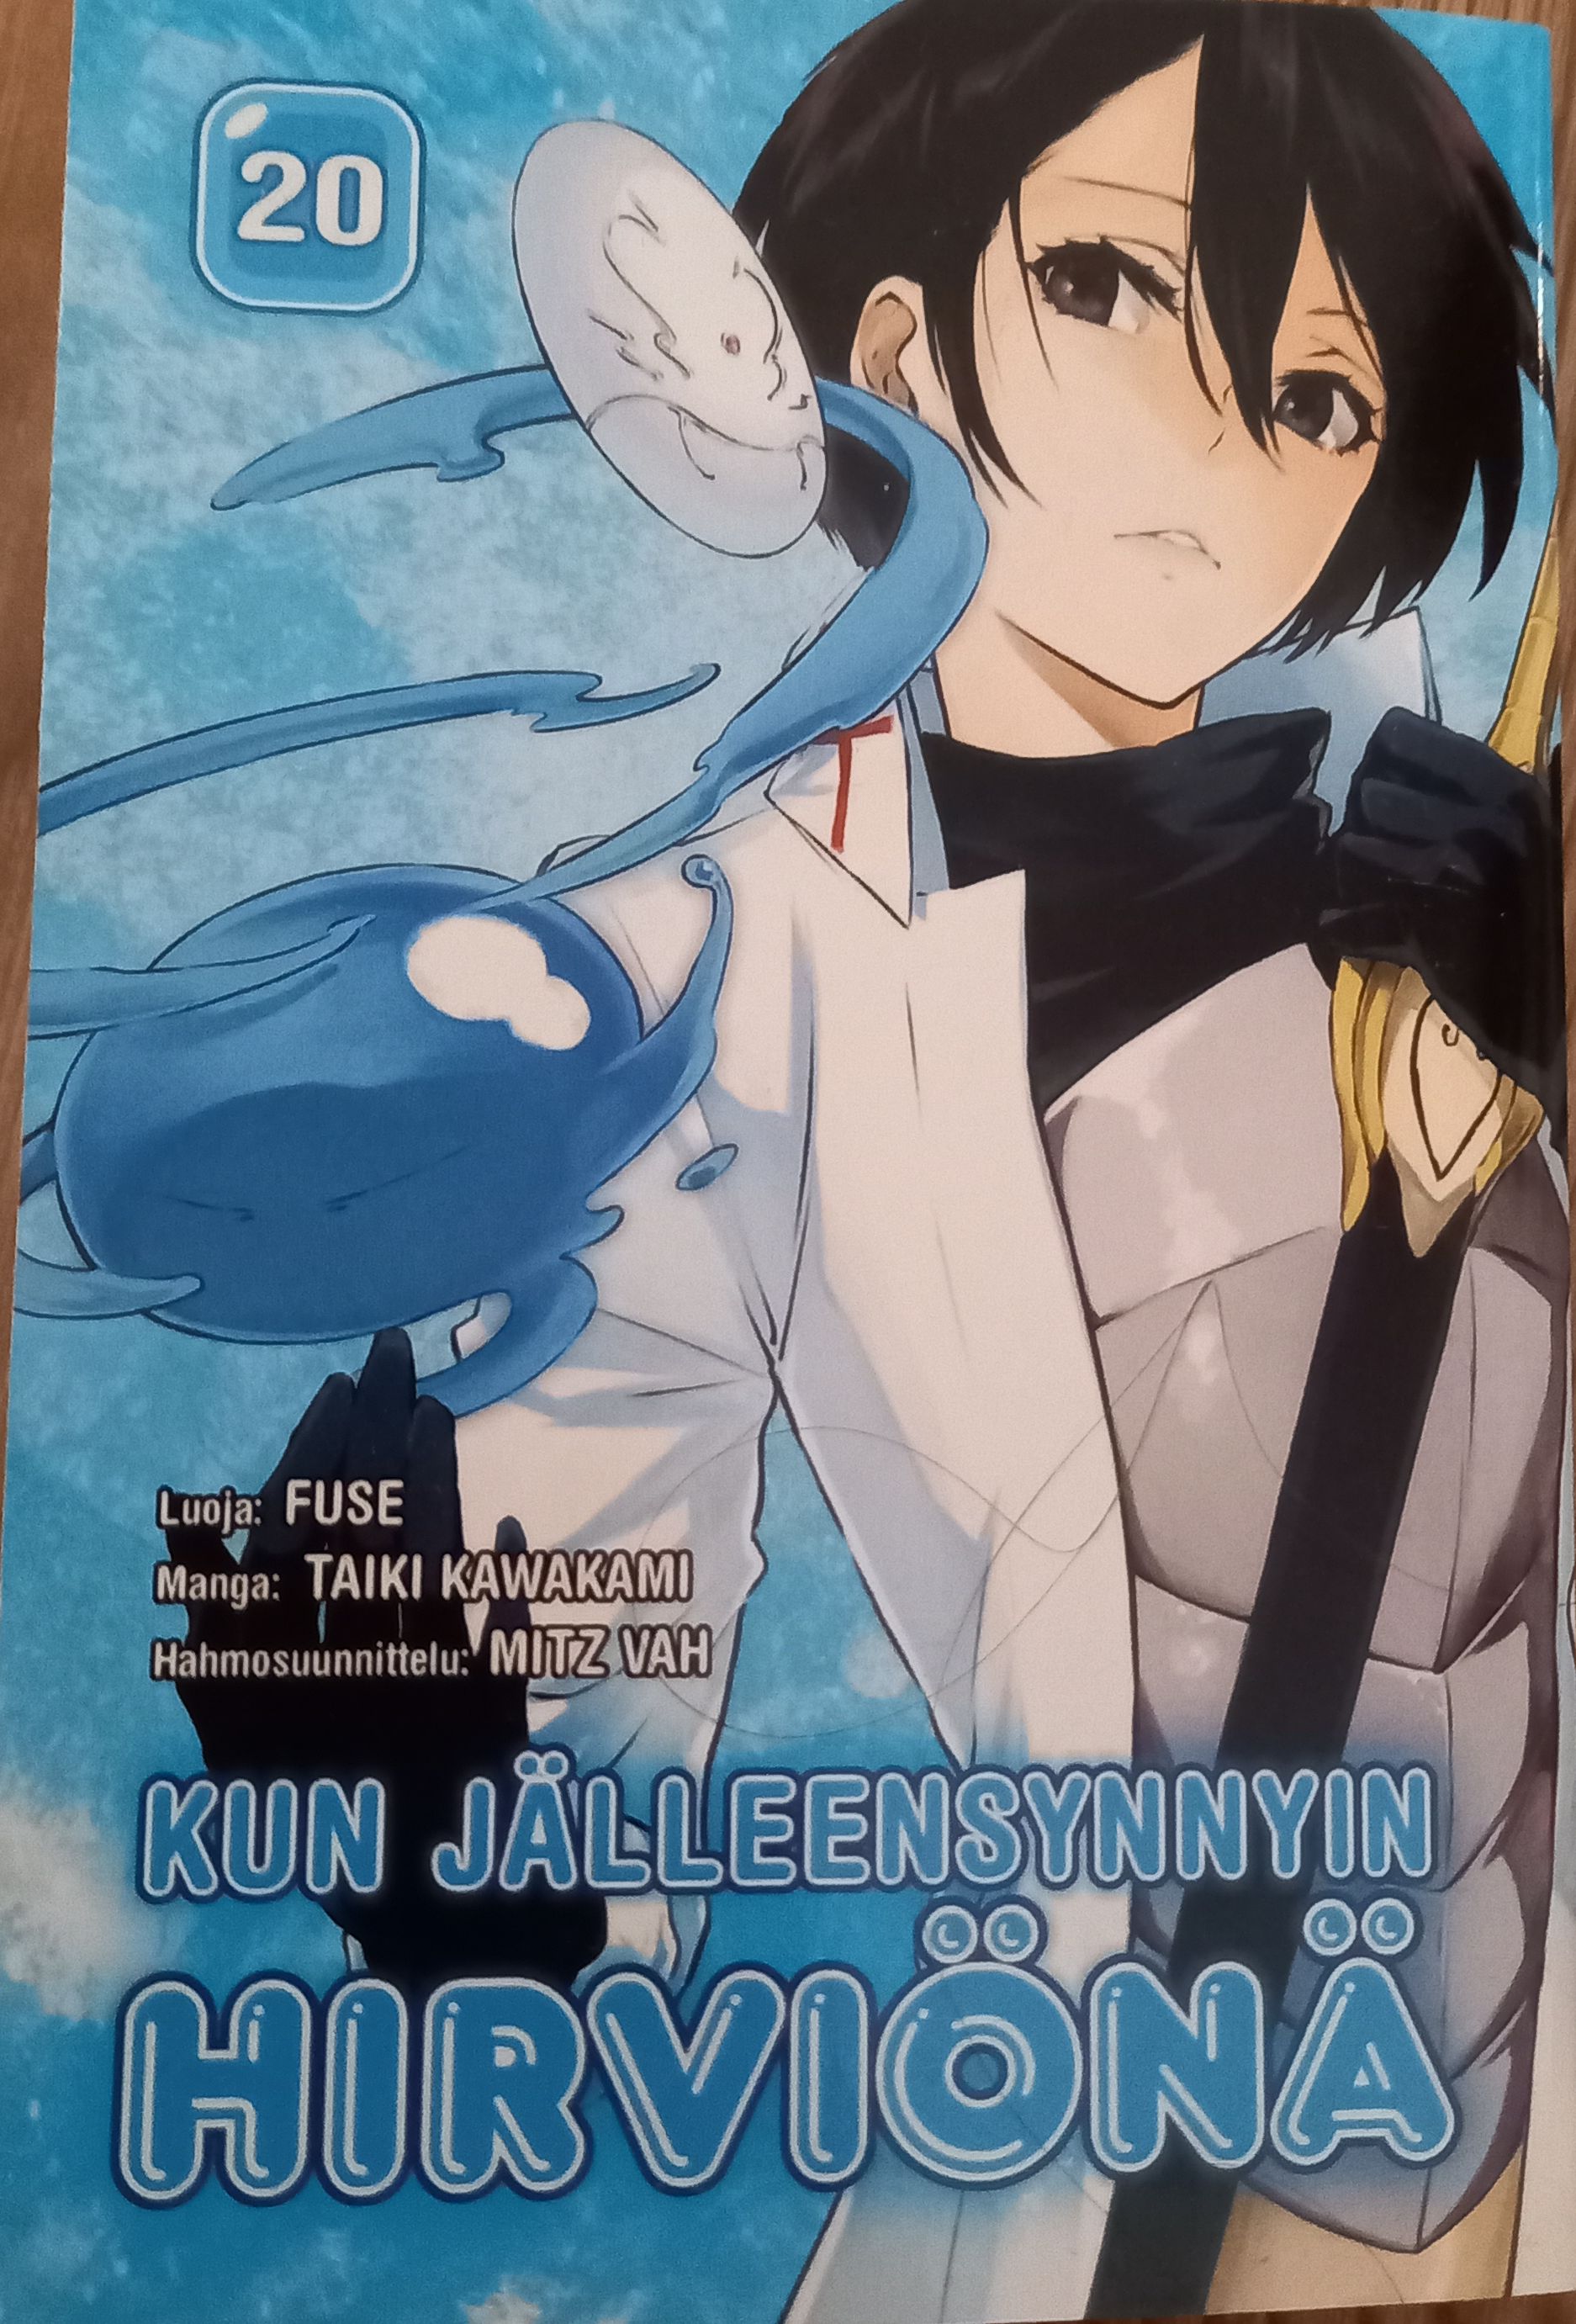 20
Luoja: FUSE
Manga: TAIKI KAWAKAMI
Hahmosuunnittelu: MITZ VAH
KUN JÄLLEENSYNNYIN
HIRVIÖNÄ